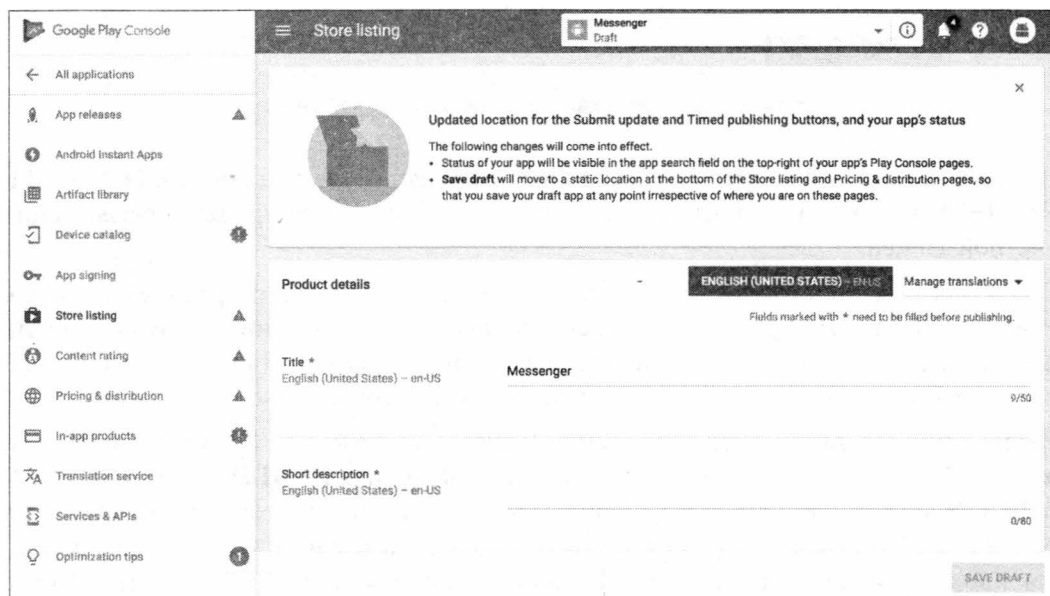 Google Play Console
Store listing
Messenger
Draft
4
All applications
App releases
Android Instant Apps
Artifact library
Device catalog
App signing
Store listing
Content rating
Pricing & distribution
In-app products
Translation service
Services & APIs
Optimization tips
1
Updated location for the Submit update and Timed publishing buttons, and your app's status
The following changes will come into effect.
• Status of your app will be visible in the app search field on the top-right of your app's Play Console pages.
• Save draft will move to a static location at the bottom of the Store listing and Pricing & distribution pages, so
that you save your draft app at any point irrespective of where you are on these pages.
Product details
ENGLISH (UNITED STATES) – EN-US
Manage translations
Fields marked with * need to be filled before publishing.
Title *
English (United States) – en-US
Messenger
9/50
Short description *
English (United States) – en-US
0/80
SAVE DRAFT